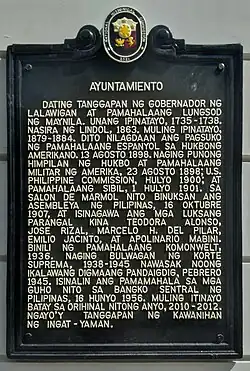 AYUNTAMIENTO
DATING TANGGAPAN NG GOBERNADOR NG
LALAWIGAN AT PAMAHALAANG LUNGSOD
NG MAYNILA. UNANG IPINATAYO, 1735-1738.
NASIRA NG LINDOL, 1863. MULING IPINATAYO,
1879-1884. DITO NILAGDAAN ANG PAGSUKO
NG PAMAHALAANG ESPANYOL SA HUKBONG
AMERIKANO. 13 AGOSTO 1898. NAGING PUNONG
HIMPILAN NG HUKBO AT PAMAHALAANG
MILITAR NG AMERIKA, 23 AGOSTO 1898; U.S.
PHILIPPINE COMMISSION, HULYO 1900; AT
PAMAHALAANG SIBIL, 1 HULYO 1901. SA
SALON DE MARMOL NITO BINUKSAN ANG
ASEMBLEYA NG PILIPINAS, 16 OKTUBRE
1907, AT ISINAGAWA ANG MGA LUKSANG
PARANGAL KINA TEODORA ALONSO,
JOSE RIZAL, MARCELO H. DEL PILAR,
EMILIO JACINTO, AT APOLINARIO MABINI.
BINILI NG PAMAHALAANG KOMONWELT,
1936. NAGING BULWAGAN NG KORTE
SUPREMA, 1938-1945 NAWASAK NOONG
IKALAWANG DIGMAANG PANDAIGDIG, PEBRERO
1945. ISINALIN ANG PAMAMAHALA SA MGA
GUHO NITO SA BANGKO SENTRAL NG
PILIPINAS, 18 HUNYO 1956. MULING ITINAYO
BATAY SA ORIHINAL NITONG ANYO, 2010-2012.
NGAYO'Y TANGGAPAN NG KAWANIHAN
NG INGAT-YAMAN.